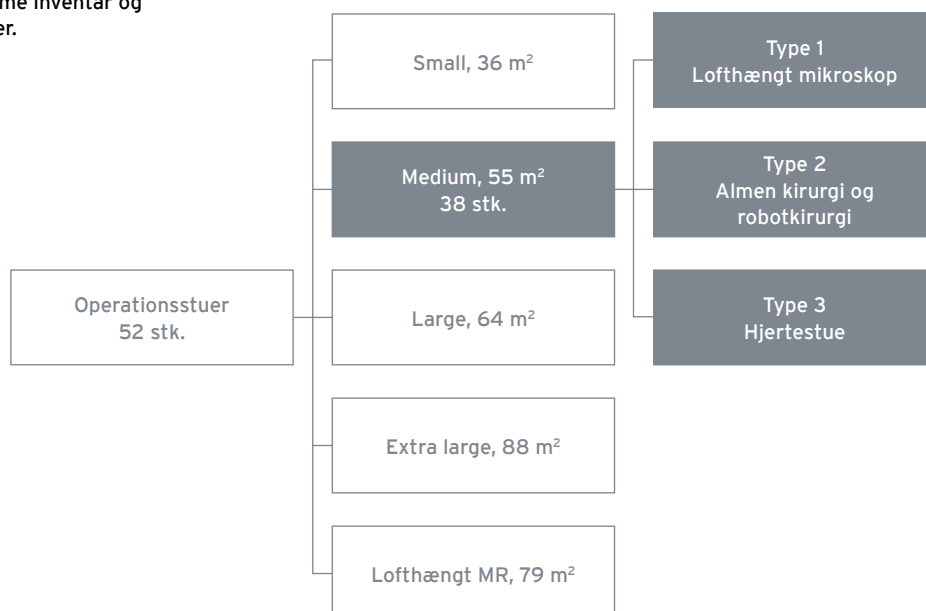 me inventar og
er.
Small, 36 m²
Medium, 55 m²
38 stk.
Operationsstuer
52 stk.
Large, 64 m²
Extra large, 88 m²
Lofthængt MR, 79 m²
Type 1
Lofthængt mikroskop
Type 2
Almen kirurgi og
robotkirurgi
Type 3
Hjertestue